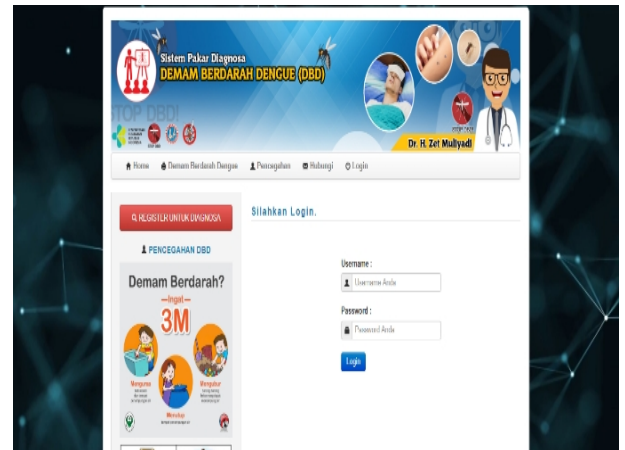 Sistem Pakar Diagnosa
DEMAM BERDARAH DENGUE (DBD)
STOP DBD!
Dr. H. Zet Muliyadi
Home Demam Berdarah Dengue Pencegahan Hubungi Login
REGISTER UNTUK DIAGNOSA
PENCEGAHAN DBD
Demam Berdarah?
—Ingat—
3M
Menguras
Mengubur
Menutup
Silahkan Login.
Username :
Username Anda
Password :
Password Anda
Login